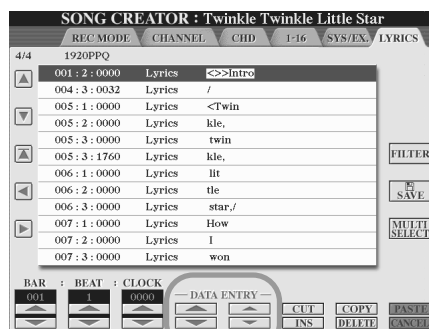 SONG CREATOR : Twinkle Twinkle Little Star
REC MODE CHANNEL CHD 1-16 SYS/EX. LYRICS
4/4 1920PPQ
001 : 2 : 0000 Lyrics <>>Intro
004 : 3 : 0032 Lyrics /
005 : 1 : 0000 Lyrics <Twin
005 : 2 : 0000 Lyrics kle,
005 : 3 : 0000 Lyrics twin
005 : 3 : 1760 Lyrics kle,
006 : 1 : 0000 Lyrics lit
006 : 2 : 0000 Lyrics tle
006 : 3 : 0000 Lyrics star,/
007 : 1 : 0000 Lyrics How
007 : 2 : 0000 Lyrics I
007 : 3 : 0000 Lyrics won
FILTER
SAVE
MULTI
SELECT
BAR : BEAT : CLOCK
001 1 0000
DATA ENTRY
CUT COPY PASTE
INS DELETE CANCEL